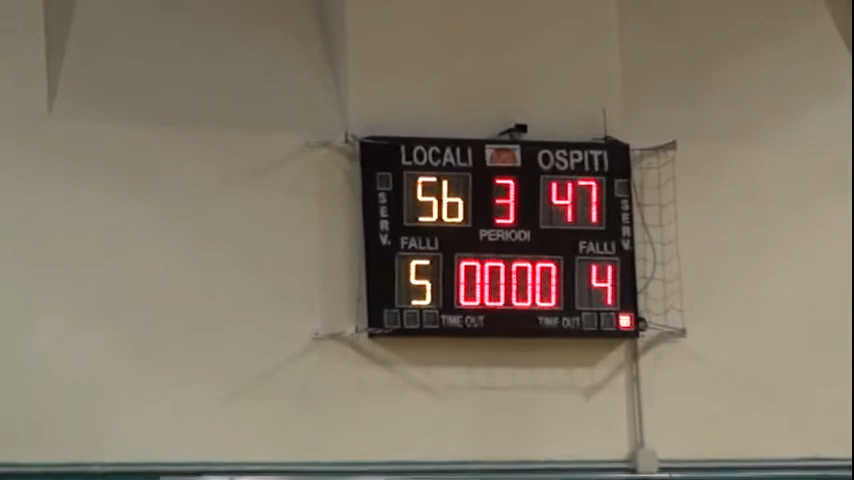 LOCALI OSPITI
56 3 47
SERV. PERIODI SERV.
FALLI FALLI
5 0000 4
TIME OUT TIME OUT